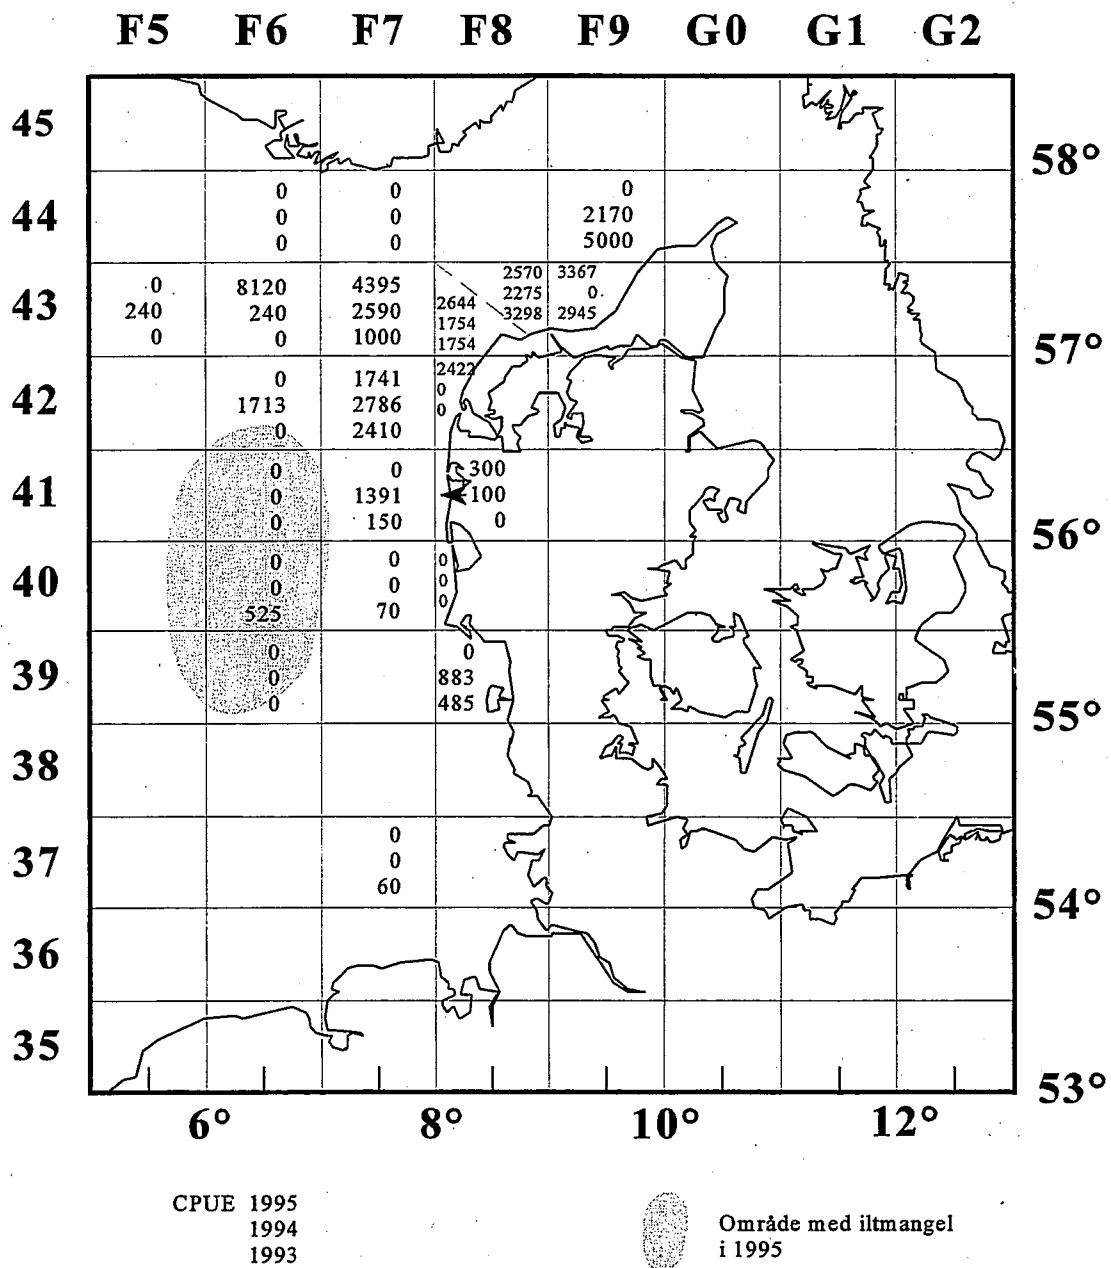 F5 F6 F7 F8 F9 G0 G1 G2
45
58°
0 0 0
44 0 0 2170
0 0 5000
2570 3367
0 8120 4395 2275 0
43 240 240 2590 2644 3298 2945
1754
0 0 1000 1754
57°
2422
0 1741 0
42 1713 2786 0
0 2410
0 0 300
41 0 1391 100
0 150 0
56°
0 0 0
40 0 0 0
525 70 0
0 0
39 0 883
0 485
55°
38
0
37 0
60
54°
36
35
53°
6° 8° 10° 12°
CPUE 1995
1994
1993
Område med iltmangel
i 1995